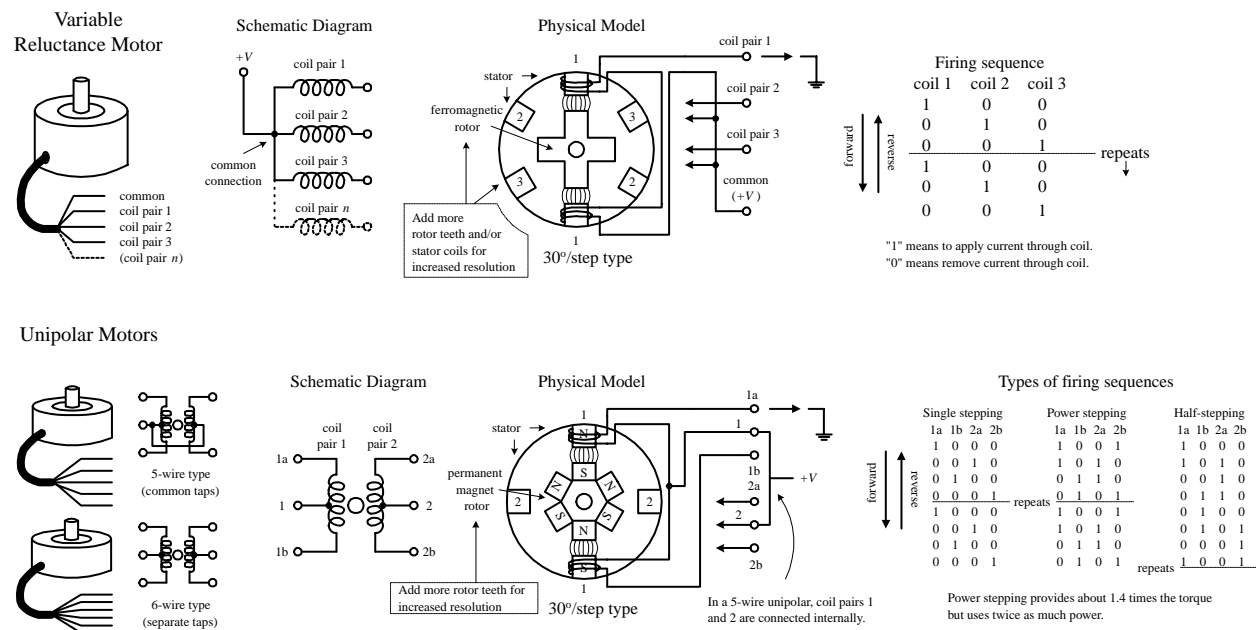 Variable
Reluctance Motor
common
coil pair 1
coil pair 2
coil pair 3
(coil pair n)
Schematic Diagram
+V
coil pair 1
coil pair 2
coil pair 3
coil pair n
common
connection
Physical Model
1
stator
2
3
ferromagnetic
rotor
3
2
1
coil pair 1
coil pair 2
coil pair 3
common
(+V)
Add more
rotor teeth and/or
stator coils for
increased resolution
30°/step type
Firing sequence
coil 1 coil 2 coil 3
1 0 0
0 1 0
0 0 1
1 0 0
0 1 0
0 0 1
forward
reverse
repeats
"1" means to apply current through coil.
"0" means remove current through coil.
Unipolar Motors
5-wire type
(common taps)
6-wire type
(separate taps)
Schematic Diagram
coil
pair 1
coil
pair 2
1a
2a
1
2
1b
2b
Physical Model
1
stator
N
S
N
N
permanent
magnet
rotor
2
2
S
S
N
S
1
1a
1
1b
2a
+V
2
2b
Add more rotor teeth for
increased resolution
30°/step type
In a 5-wire unipolar, coil pairs 1
and 2 are connected internally.
Types of firing sequences
Single stepping
1a 1b 2a 2b
1 0 0 0
0 0 1 0
0 1 0 0
0 0 0 1
1 0 0 0
0 0 1 0
0 1 0 0
0 0 0 1
forward
reverse
repeats
Power stepping
1a 1b 2a 2b
1 0 0 1
1 0 1 0
0 1 1 0
0 1 0 1
1 0 0 1
1 0 1 0
0 1 1 0
0 1 0 1
Half-stepping
1a 1b 2a 2b
1 0 0 0
1 0 1 0
0 0 1 0
0 1 1 0
0 1 0 0
0 1 0 1
0 0 0 1
1 0 0 0
repeats
Power stepping provides about 1.4 times the torque
but uses twice as much power.